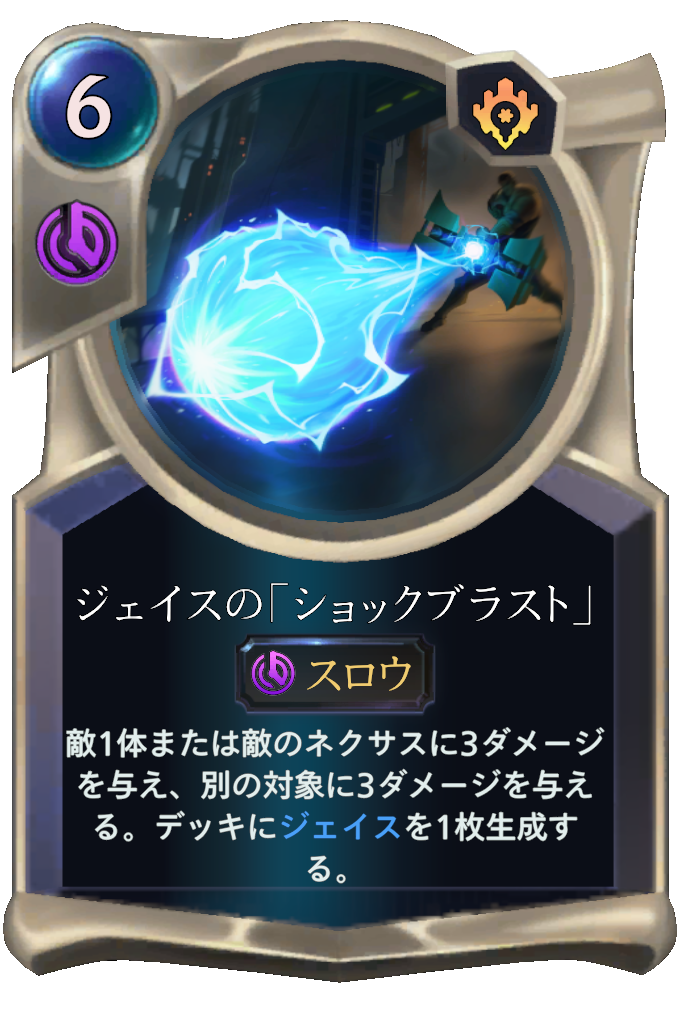 6
ジェイスの「ショックブラスト」
スロウ
敵1体または敵のネクサスに3ダメージ
を与え、別の対象に3ダメージを与え
る。デッキにジェイスを1枚生成す
る。